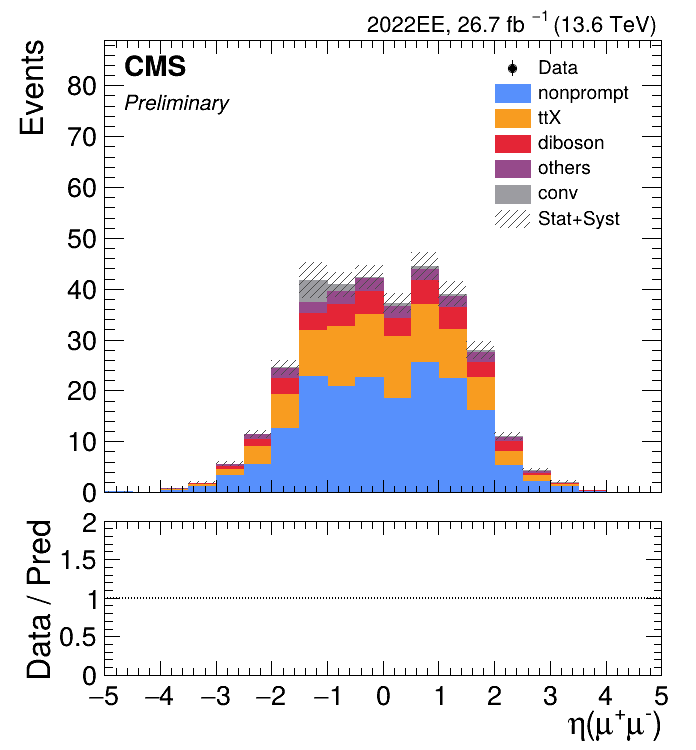 2022EE, 26.7 fb⁻¹ (13.6 TeV)
CMS
Preliminary
Events
80
70
60
50
40
30
20
10
0
Data
nonprompt
ttX
diboson
others
conv
Stat+Syst
Data / Pred
2
1.5
1
0.5
0
−5 −4 −3 −2 −1 0 1 2 3 4 5
η(μ⁺μ⁻)